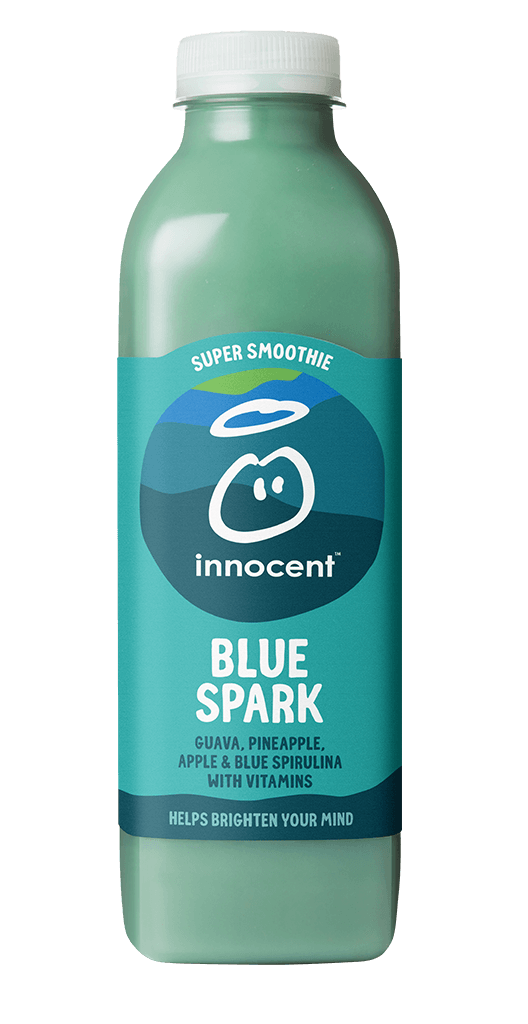 SUPER SMOOTHIE
innocent™
BLUE
SPARK
GUAVA, PINEAPPLE,
APPLE & BLUE SPIRULINA
WITH VITAMINS
HELPS BRIGHTEN YOUR MIND